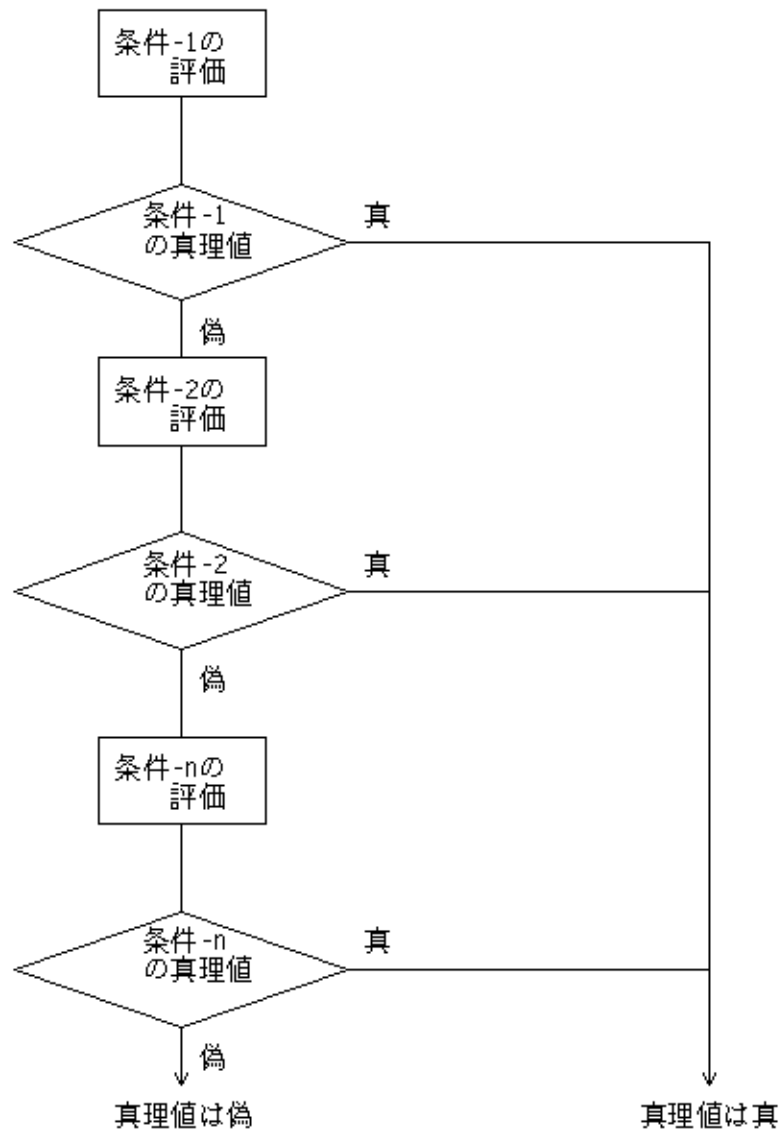 条件-1の
評価
条件-1
の真理値
真
偽
条件-2の
評価
条件-2
の真理値
真
偽
条件-nの
評価
条件-n
の真理値
真
偽
真理値は偽
真理値は真